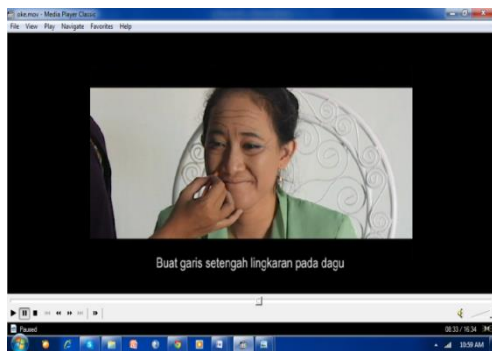 oke.mov - Media Player Classic
File View Play Navigate Favorites Help
Buat garis setengah lingkaran pada dagu
Paused
08:33 / 16:34
10:59 AM